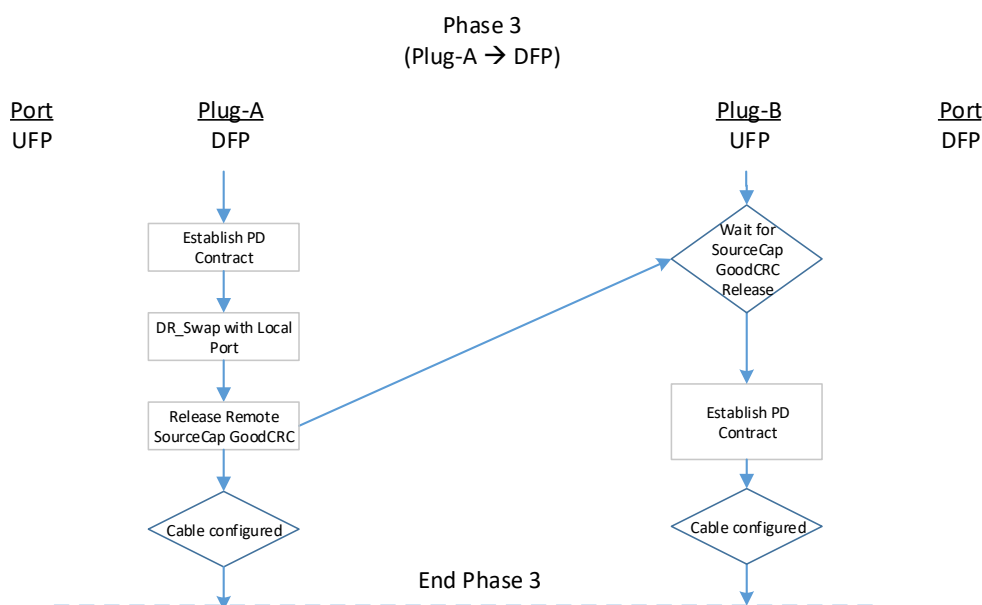 Phase 3
(Plug-A → DFP)
Port
UFP
Plug-A
DFP
Plug-B
UFP
Port
DFP
Establish PD
Contract
DR_Swap with Local
Port
Release Remote
SourceCap GoodCRC
Cable configured
Wait for
SourceCap
GoodCRC
Release
Establish PD
Contract
Cable configured
End Phase 3